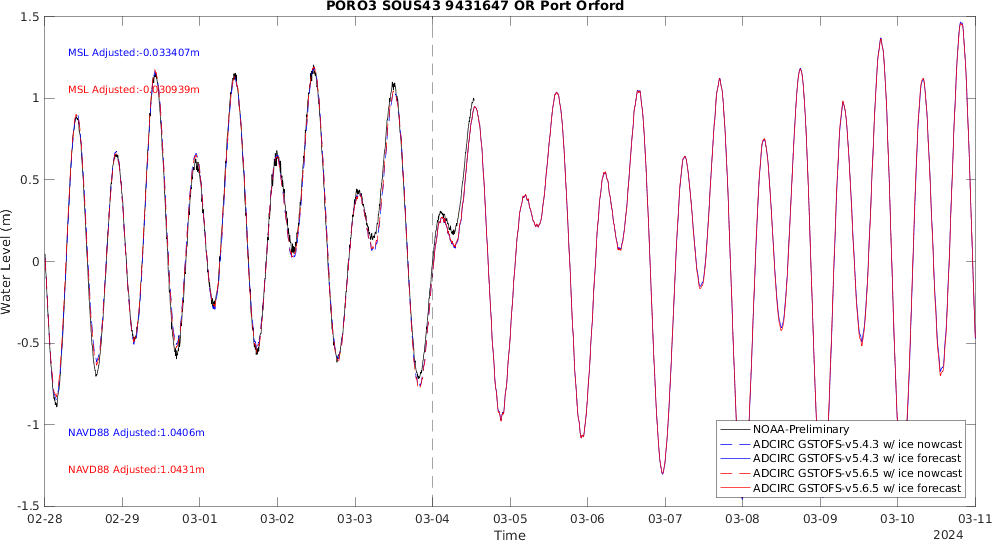 PORO3 SOUS43 9431647 OR Port Orford
MSL Adjusted:-0.033407m
MSL Adjusted:-0.030939m
NAVD88 Adjusted:1.0406m
NAVD88 Adjusted:1.0431m
Water Level (m)
1.5
1
0.5
0
-0.5
-1
-1.5
NOAA-Preliminary
ADCIRC GSTOFS-v5.4.3 w/ ice nowcast
ADCIRC GSTOFS-v5.4.3 w/ ice forecast
ADCIRC GSTOFS-v5.6.5 w/ ice nowcast
ADCIRC GSTOFS-v5.6.5 w/ ice forecast
02-28 02-29 03-01 03-02 03-03 03-04 03-05 03-06 03-07 03-08 03-09 03-10 03-11
Time
2024